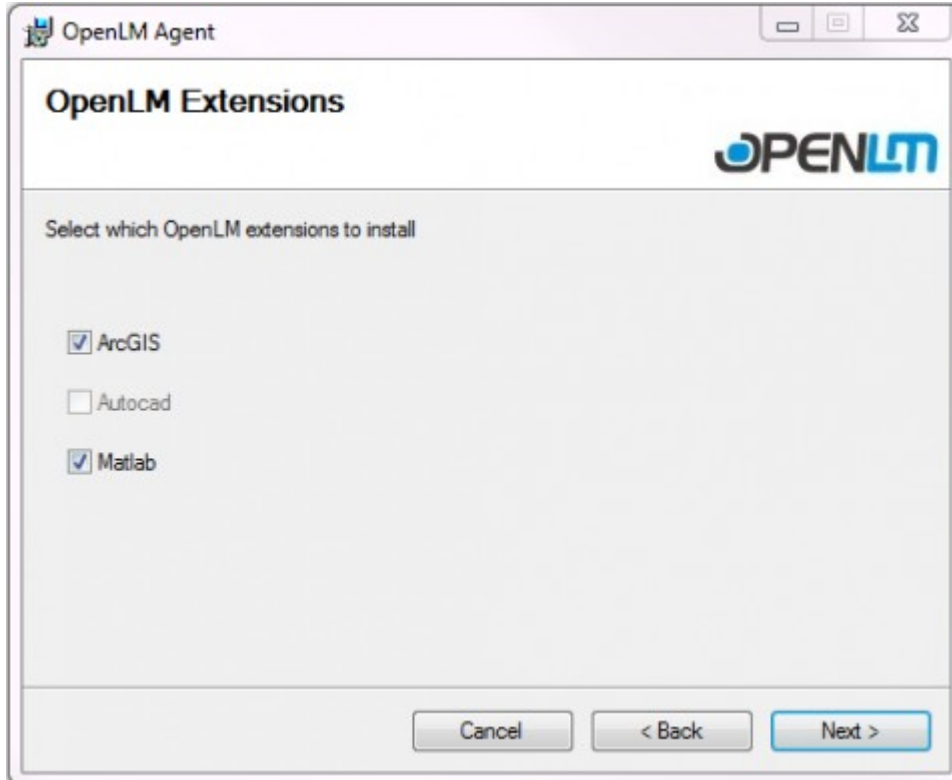 OpenLM Agent
OpenLM Extensions
OPENLM
Select which OpenLM extensions to install
ArcGIS
Autocad
Matlab
Cancel
< Back
Next >